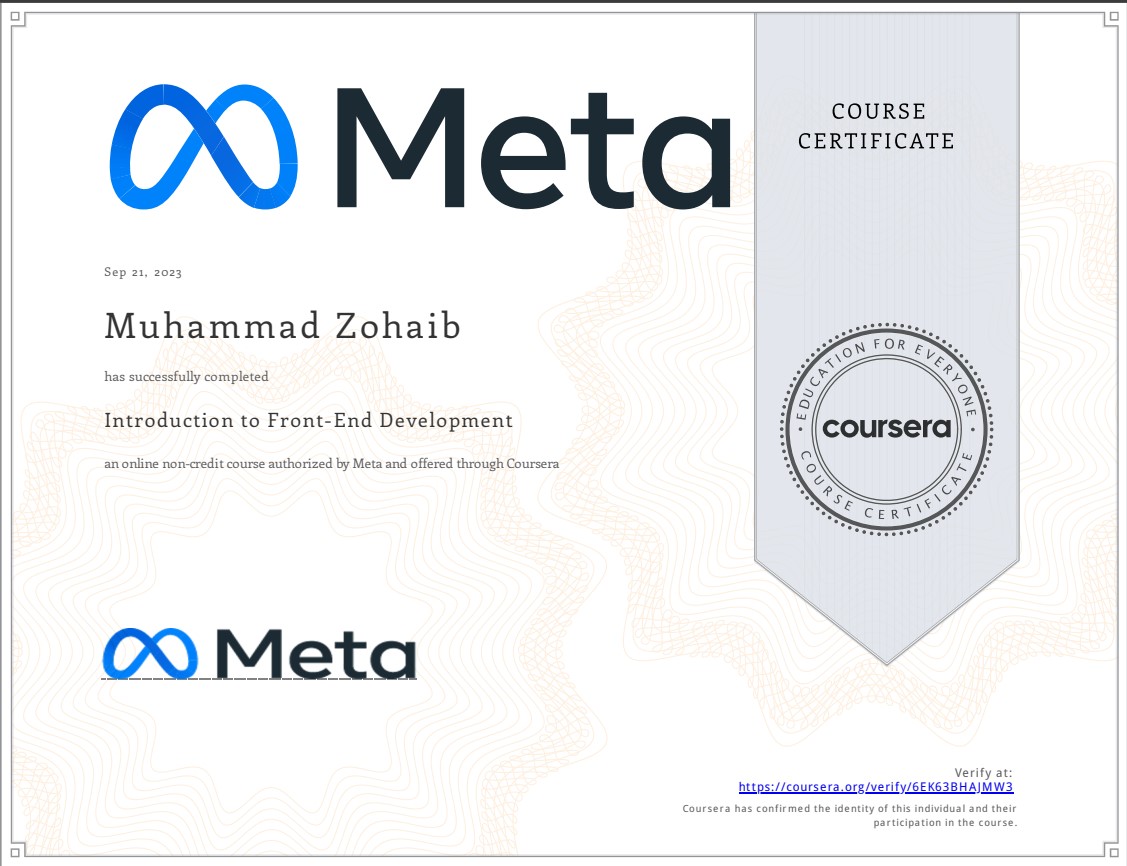 Meta
COURSE
CERTIFICATE
Sep 21, 2023
Muhammad Zohaib
has successfully completed
Introduction to Front-End Development
an online non-credit course authorized by Meta and offered through Coursera
• EDUCATION FOR EVERYONE •
coursera
COURSE CERTIFICATE
Meta
Verify at:
https://coursera.org/verify/6EK63BHAJMW3
Coursera has confirmed the identity of this individual and their
participation in the course.